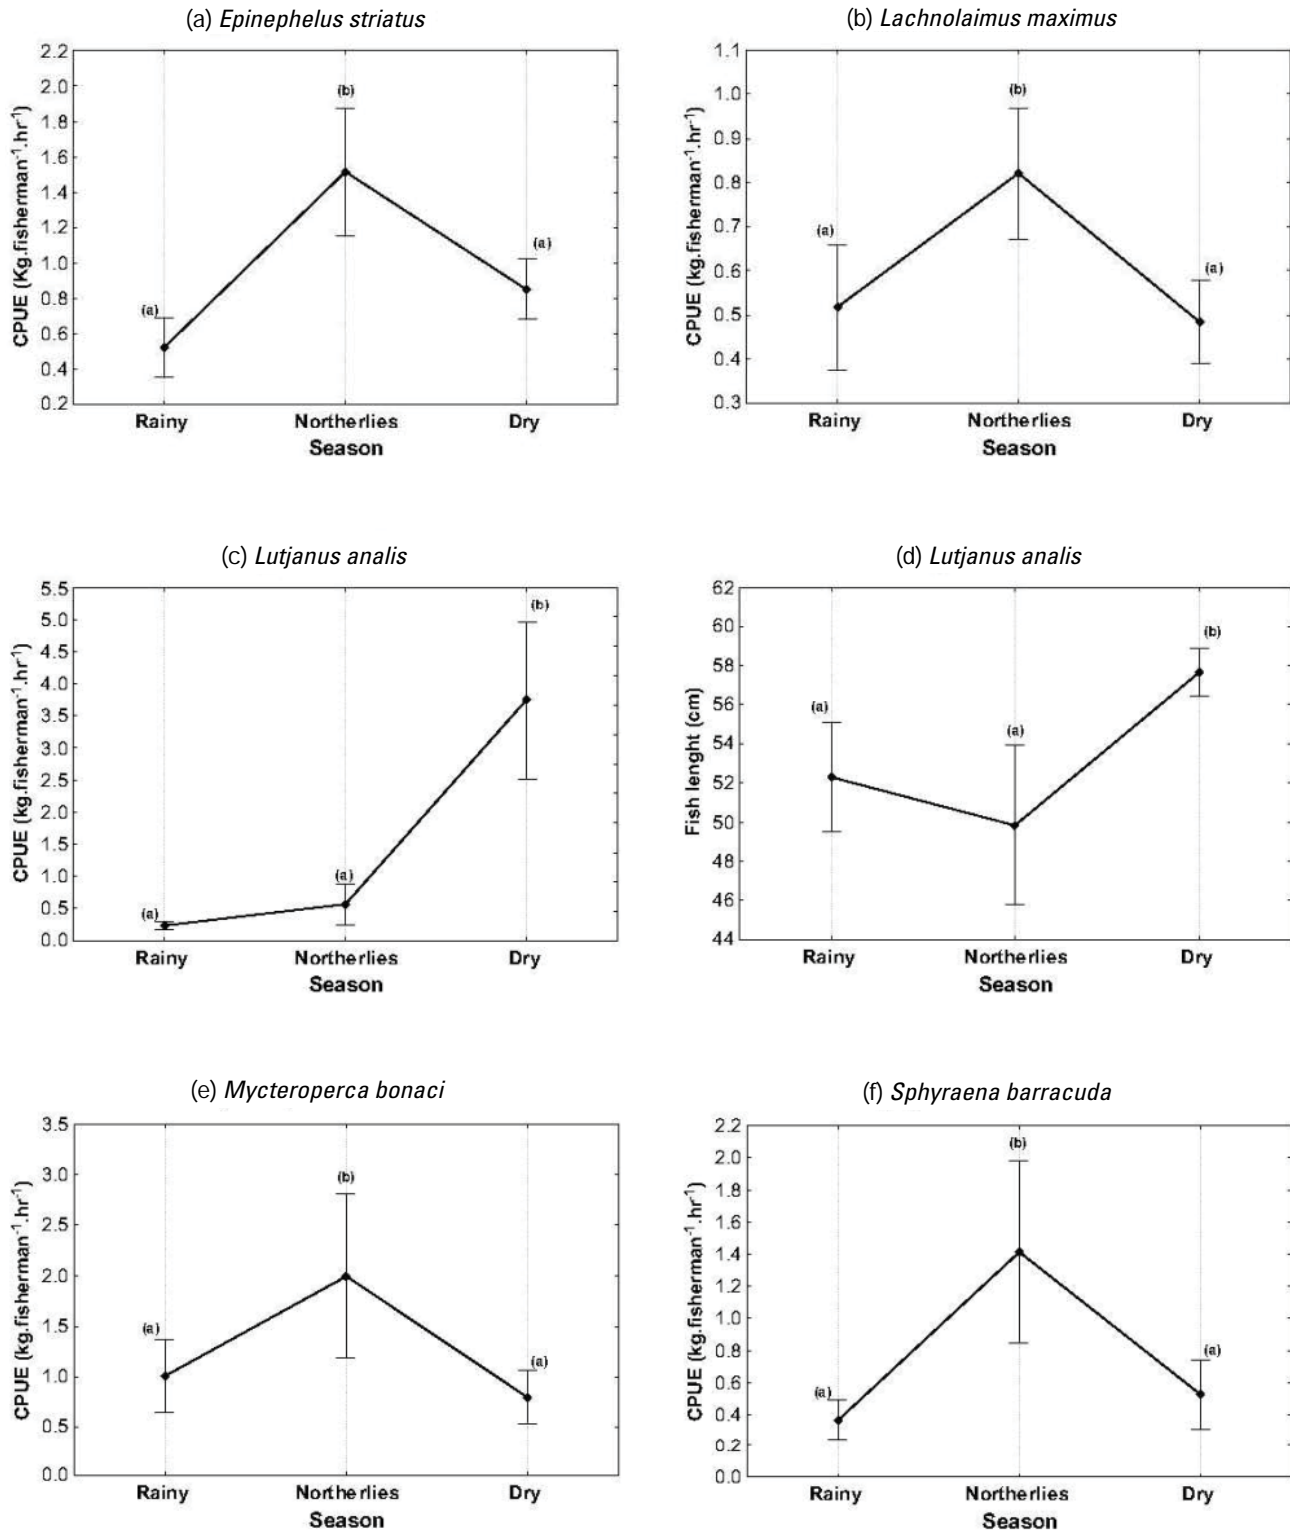 (a) Epinephelus striatus
CPUE (Kg.fisherman⁻¹.hr⁻¹)
2.2
2.0
1.8
1.6
1.4
1.2
1.0
0.8
0.6
0.4
0.2
(a)
(b)
(a)
Rainy Northerlies Dry
Season
(b) Lachnolaimus maximus
CPUE (kg.fisherman⁻¹.hr⁻¹)
1.1
1.0
0.9
0.8
0.7
0.6
0.5
0.4
0.3
(a)
(b)
(a)
Rainy Northerlies Dry
Season
(c) Lutjanus analis
CPUE (kg.fisherman⁻¹.hr⁻¹)
5.5
5.0
4.5
4.0
3.5
3.0
2.5
2.0
1.5
1.0
0.5
0.0
(a)
(a)
(b)
Rainy Northerlies Dry
Season
(d) Lutjanus analis
Fish lenght (cm)
62
60
58
56
54
52
50
48
46
44
(a)
(a)
(b)
Rainy Northerlies Dry
Season
(e) Mycteroperca bonaci
CPUE (kg.fisherman⁻¹.hr⁻¹)
3.5
3.0
2.5
2.0
1.5
1.0
0.5
0.0
(a)
(b)
(a)
Rainy Northerlies Dry
Season
(f) Sphyraena barracuda
CPUE (kg.fisherman⁻¹.hr⁻¹)
2.2
2.0
1.8
1.6
1.4
1.2
1.0
0.8
0.6
0.4
0.2
0.0
(a)
(b)
(a)
Rainy Northerlies Dry
Season